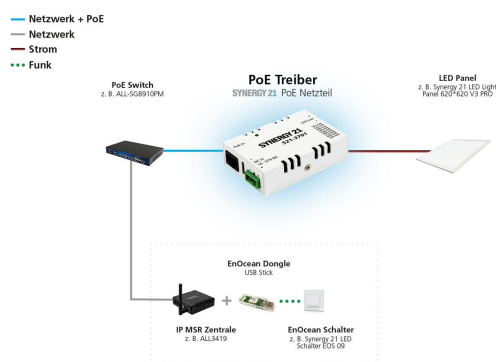 Netzwerk + PoE
Netzwerk
Strom
Funk
PoE Switch
z. B. ALL-SG8910PM
PoE Treiber
SYNERGY 21 PoE Netzteil
LED Panel
z. B. Synergy 21 LED Light
Panel 620*620 V3 PRO
SYNERGY 21
S21-3701
EnOcean Dongle
USB Stick
IP MSR Zentrale
z. B. ALL3419
EnOcean Schalter
z. B. Synergy 21 LED
Schalter EOS 09